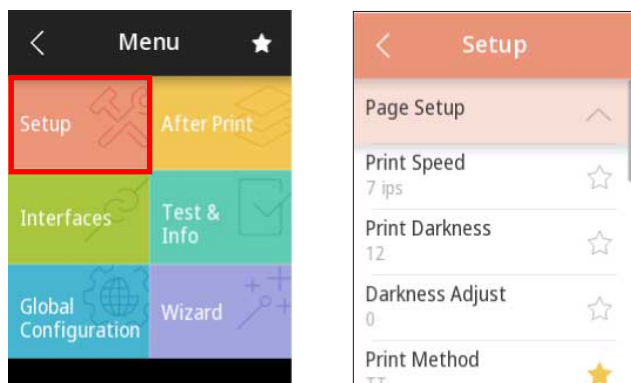 Menu
Setup
After Print
Interfaces
Test &
Info
Global
Configuration
Wizard
Setup
Page Setup
Print Speed
7 ips
Print Darkness
12
Darkness Adjust
0
Print Method
TT